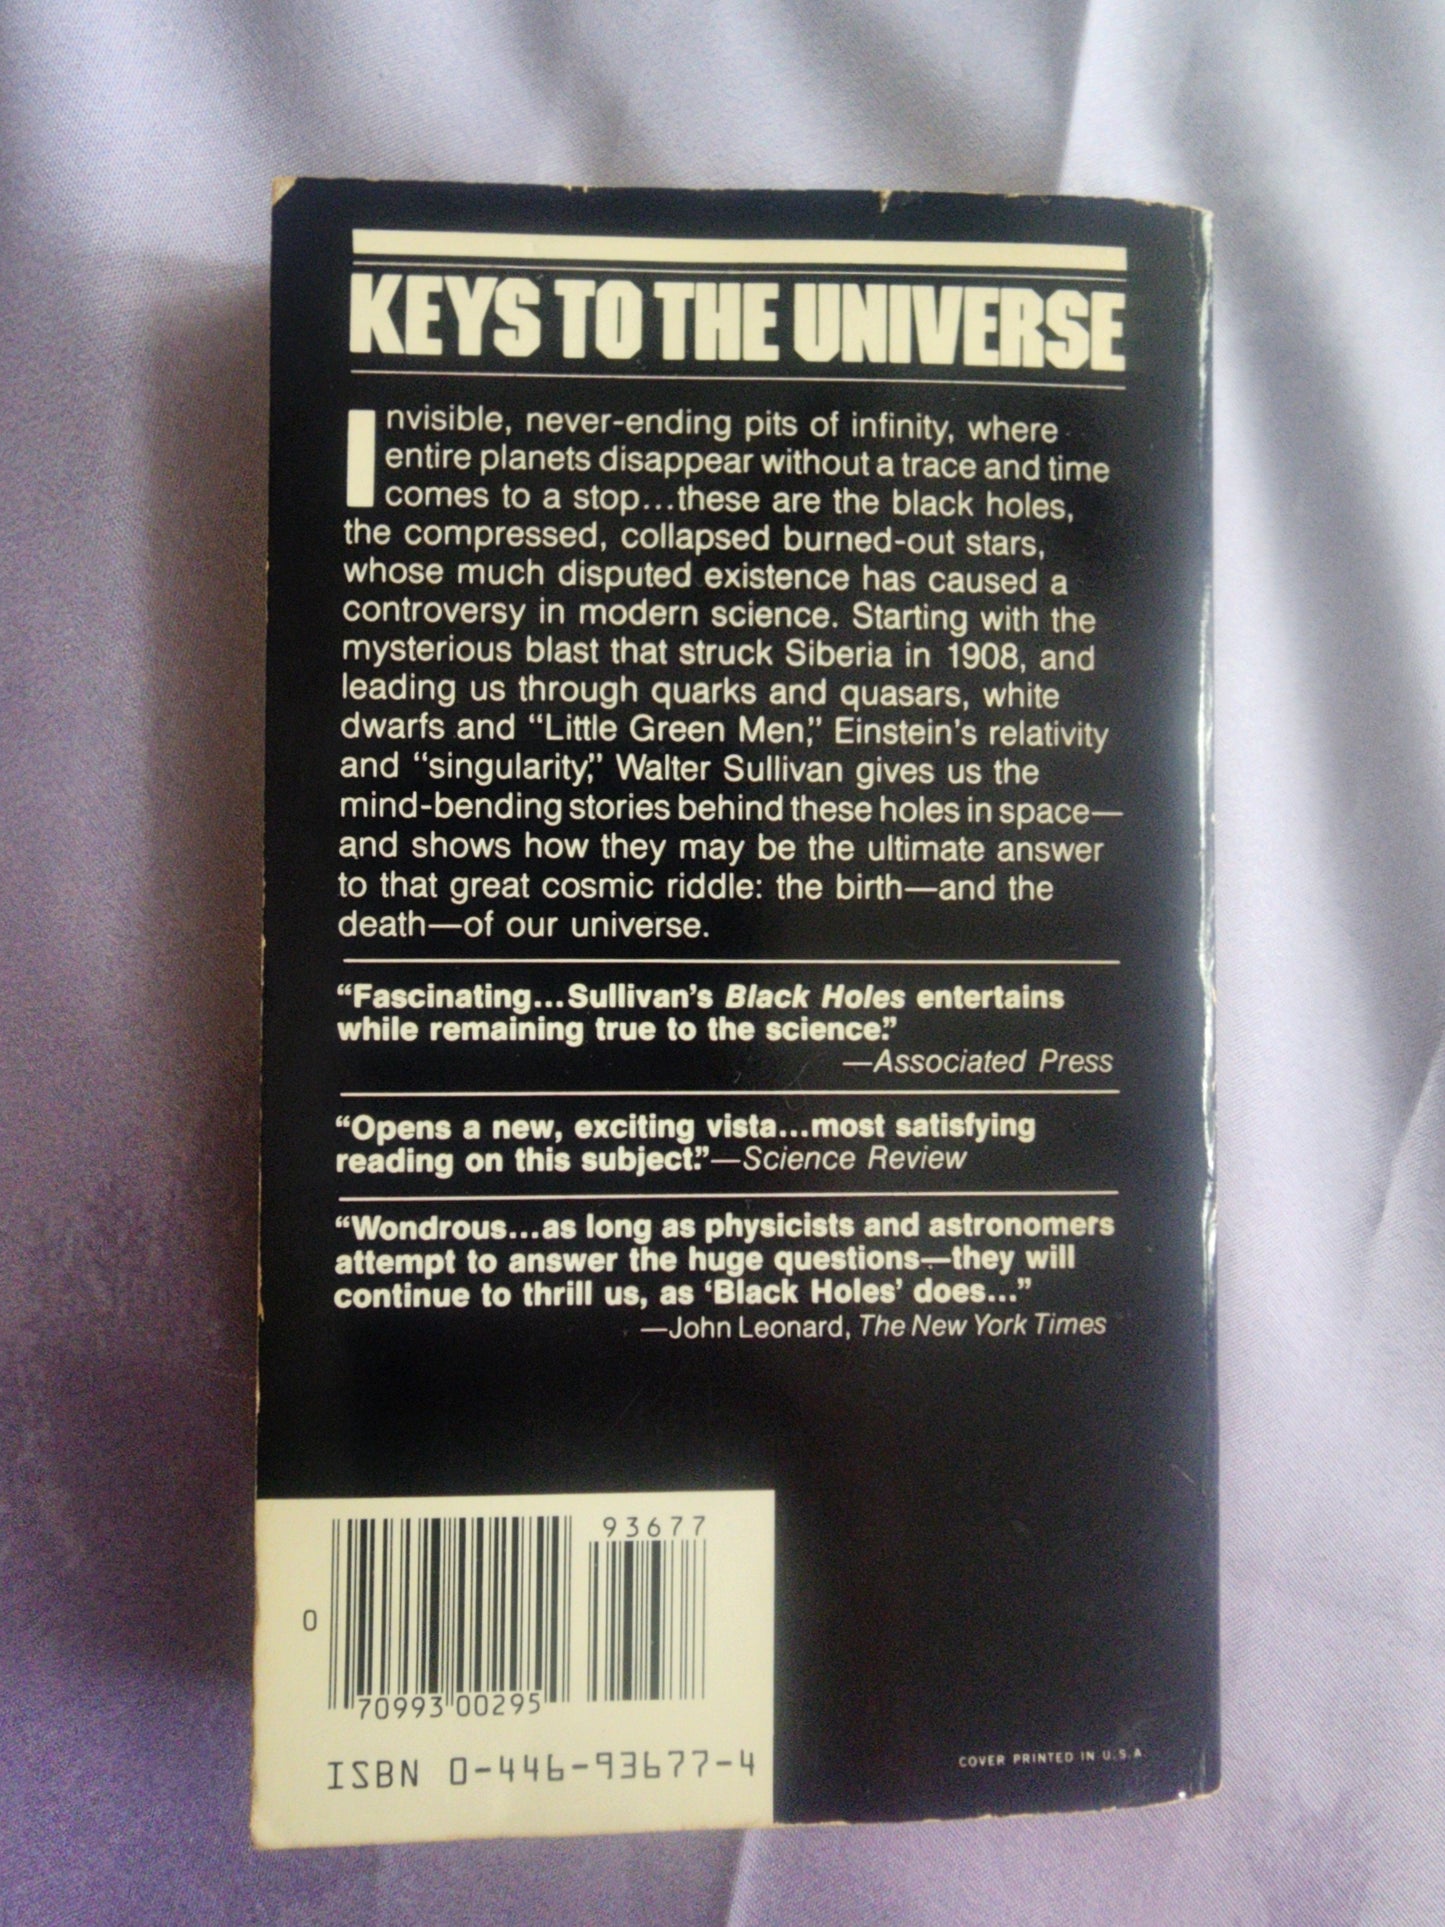 KEYS TO THE UNIVERSE
Invisible, never-ending pits of infinity, where
entire planets disappear without a trace and time
comes to a stop...these are the black holes,
the compressed, collapsed burned-out stars,
whose much disputed existence has caused a
controversy in modern science. Starting with the
mysterious blast that struck Siberia in 1908, and
leading us through quarks and quasars, white
dwarfs and “Little Green Men,” Einstein's relativity
and “singularity,” Walter Sullivan gives us the
mind-bending stories behind these holes in space—
and shows how they may be the ultimate answer
to that great cosmic riddle: the birth—and the
death—of our universe.
“Fascinating...Sullivan's Black Holes entertains
while remaining true to the science.”
—Associated Press
“Opens a new, exciting vista...most satisfying
reading on this subject.”—Science Review
“Wondrous...as long as physicists and astronomers
attempt to answer the huge questions—they will
continue to thrill us, as ‘Black Holes’ does...”
—John Leonard, The New York Times
93677
0
70993 00295
ISBN 0-446-93677-4
COVER PRINTED IN U.S.A.